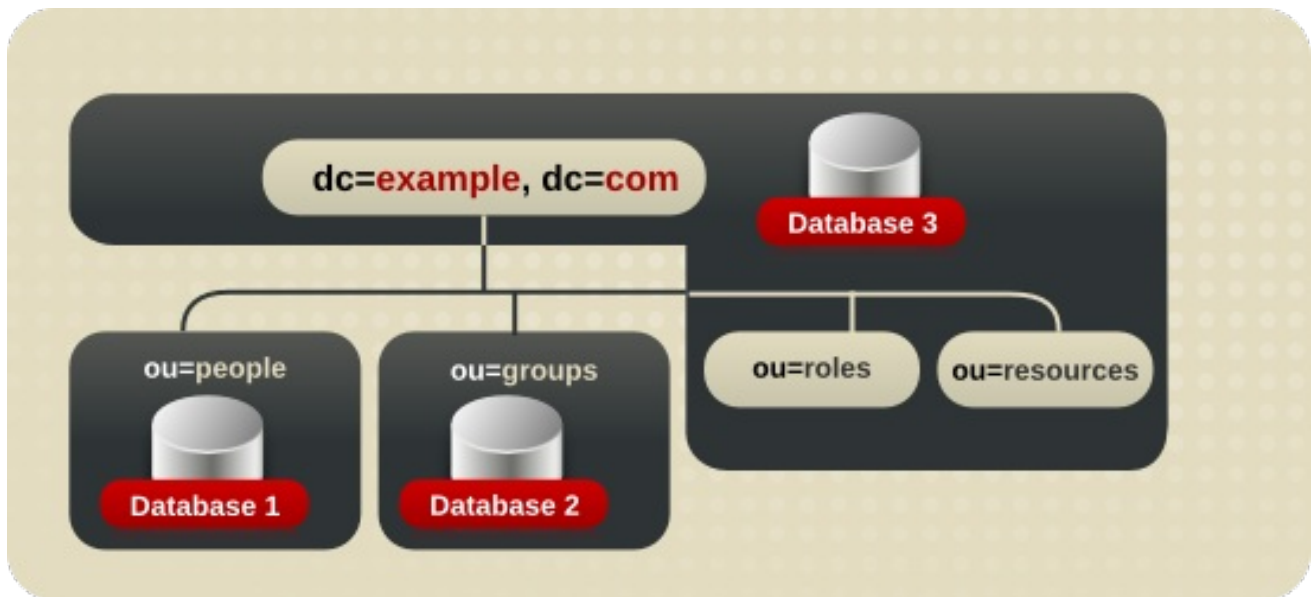 dc=example, dc=com
Database 3
ou=people
ou=groups
ou=roles
ou=resources
Database 1
Database 2